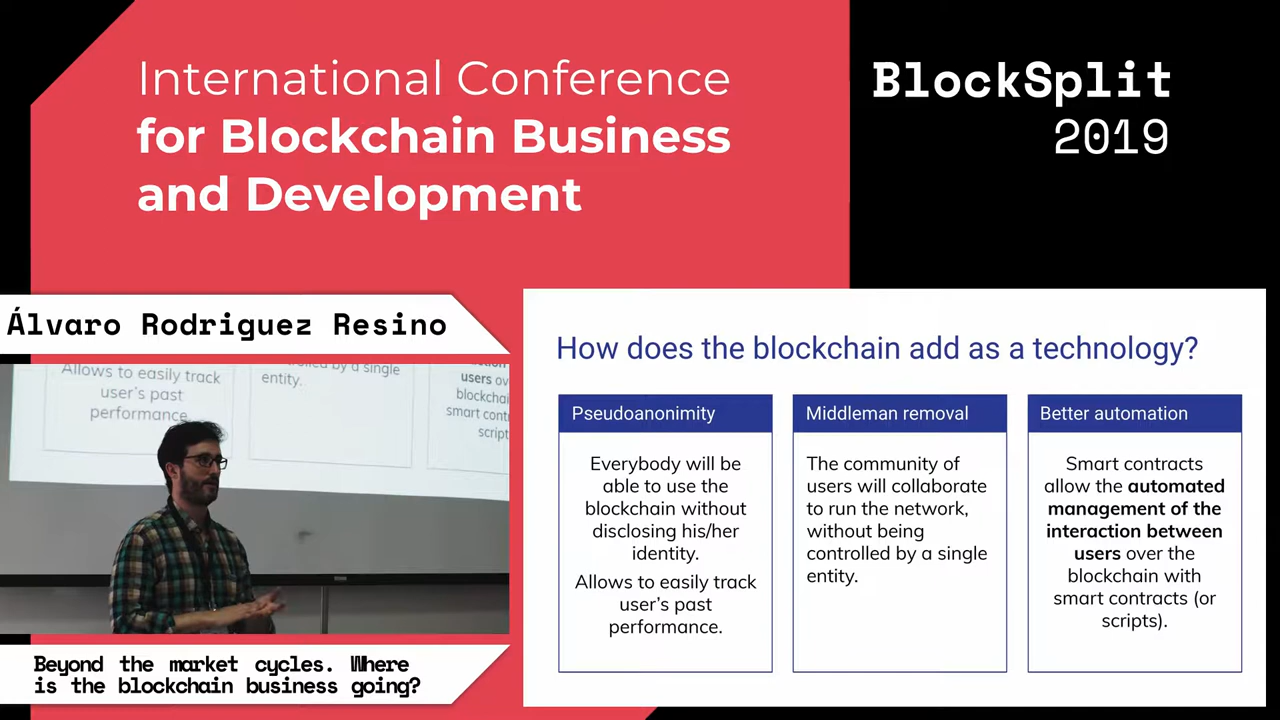 International Conference
for Blockchain Business
and Development
BlockSplit
2019
Álvaro Rodriguez Resino
Allows to easily track
user's past
performance.
by a single
entity.
users
blockchain
smart
Beyond the market cycles. Where
is the blockchain business going?
How does the blockchain add as a technology?
Pseudoanonimity
Everybody will be
able to use the
blockchain without
disclosing his/her
identity.
Allows to easily track
user's past
performance.
Middleman removal
The community of
users will collaborate
to run the network,
without being
controlled by a single
entity.
Better automation
Smart contracts
allow the automated
management of the
interaction between
users over the
blockchain with
smart contracts (or
scripts).